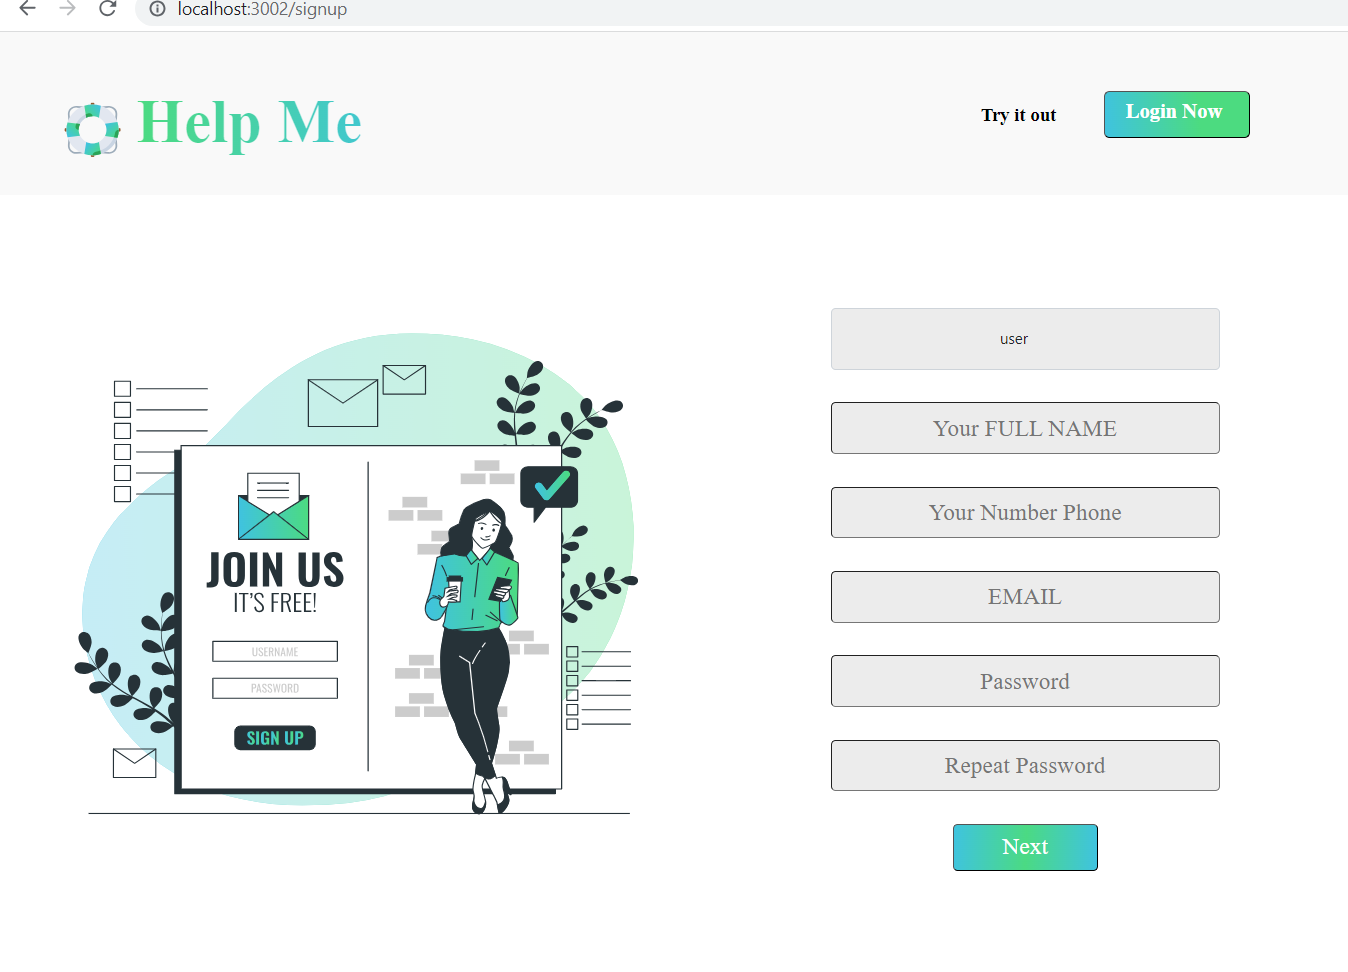 localhost:3002/signup
Help Me
Try it out
Login Now
JOIN US
IT'S FREE!
USERNAME
PASSWORD
SIGN UP
user
Your FULL NAME
Your Number Phone
EMAIL
Password
Repeat Password
Next